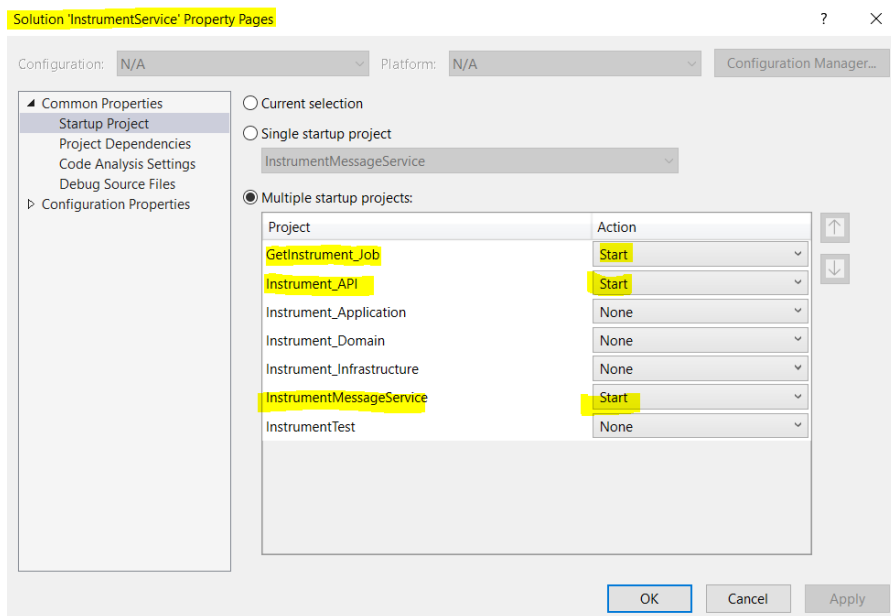 Solution 'InstrumentService' Property Pages ?
Configuration: N/A Platform: N/A Configuration Manager...
Common Properties
Startup Project
Project Dependencies
Code Analysis Settings
Debug Source Files
Configuration Properties
Current selection
Single startup project
InstrumentMessageService
Multiple startup projects:
Project Action
GetInstrument_Job Start
Instrument_API Start
Instrument_Application None
Instrument_Domain None
Instrument_Infrastructure None
InstrumentMessageService Start
InstrumentTest None
OK Cancel Apply